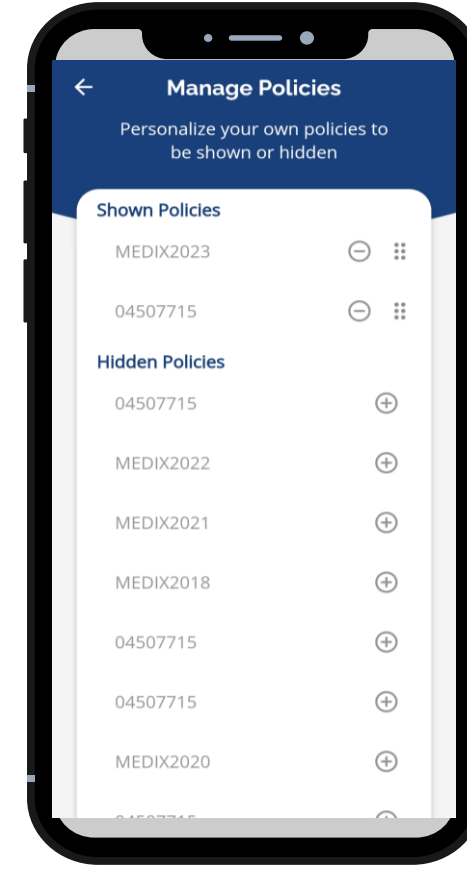 Manage Policies
Personalize your own policies to
be shown or hidden
Shown Policies
MEDIX2023
04507715
Hidden Policies
04507715
MEDIX2022
MEDIX2021
MEDIX2018
04507715
04507715
MEDIX2020
04507715